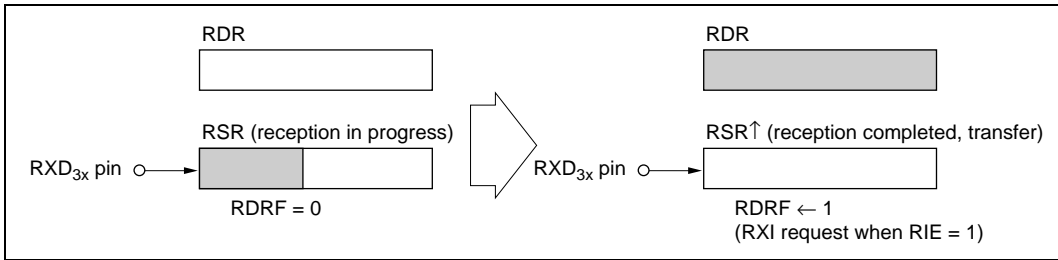 RDR
RSR (reception in progress)
RXD3x pin
RDRF = 0
RDR
RSR↑ (reception completed, transfer)
RXD3x pin
RDRF ← 1
(RXI request when RIE = 1)